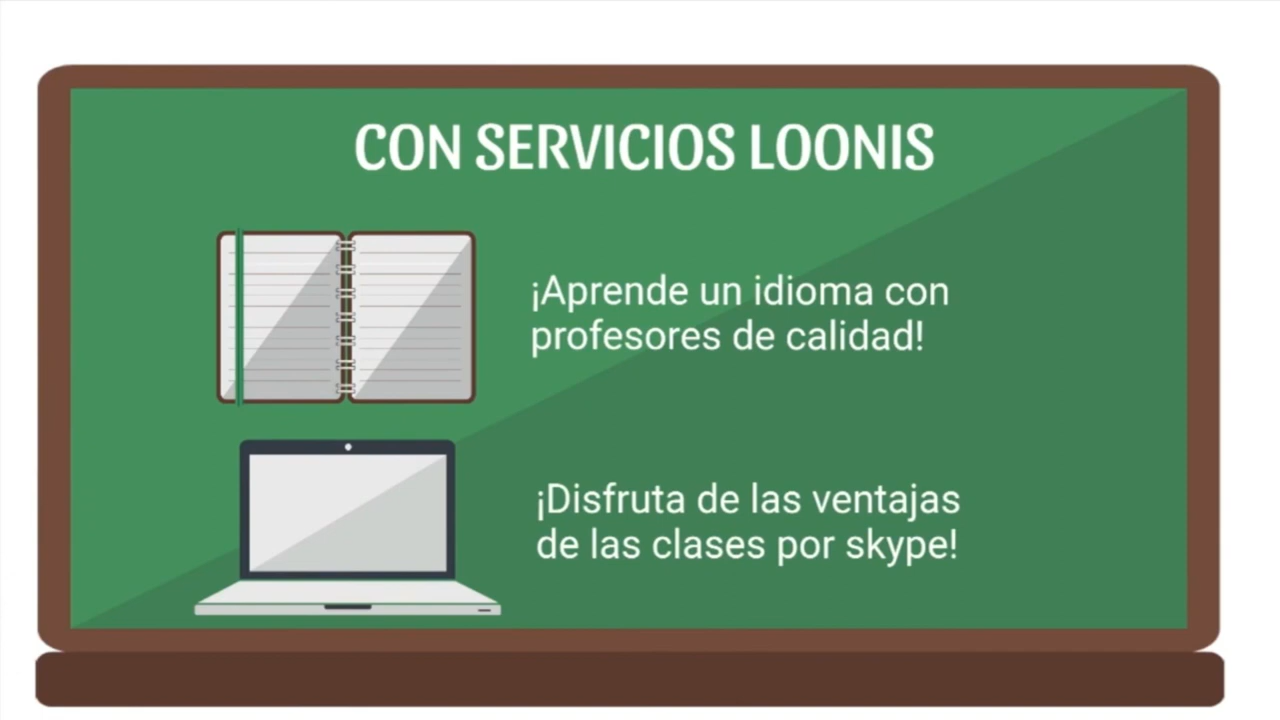 CON SERVICIOS LOONIS
¡Aprende un idioma con
profesores de calidad!
¡Disfruta de las ventajas
de las clases por skype!